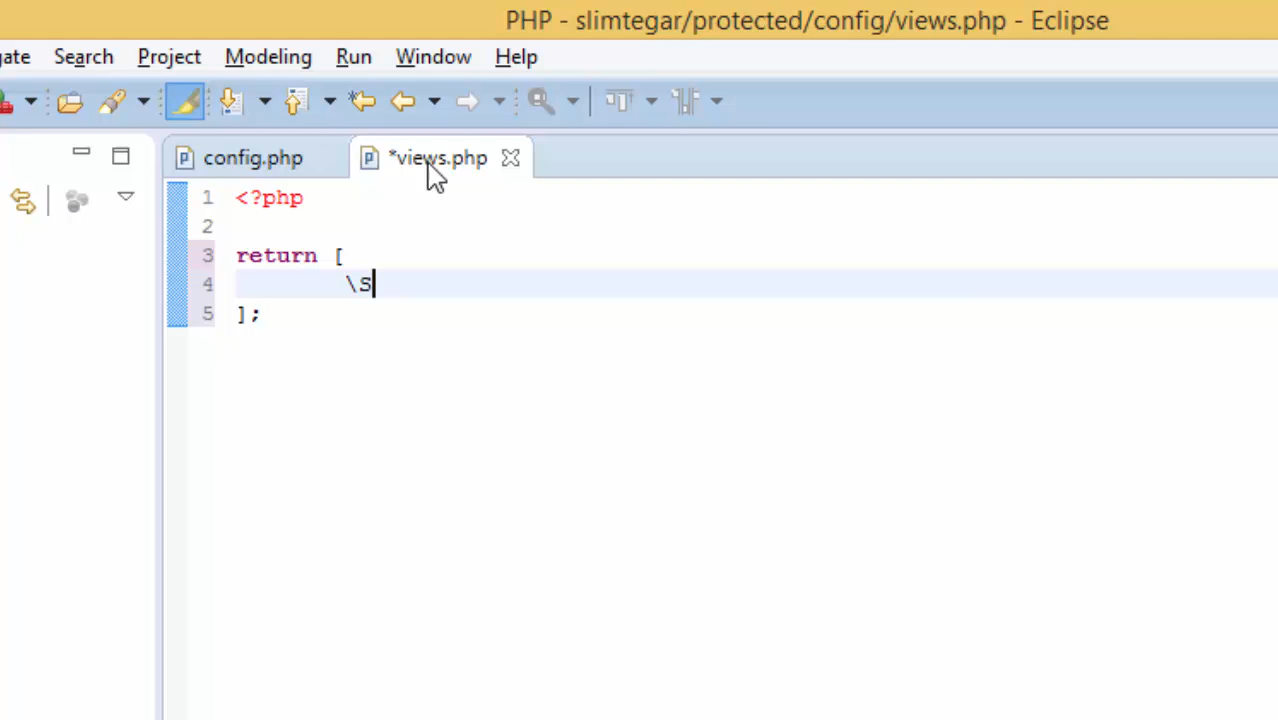 PHP - slimtegar/protected/config/views.php - Eclipse
gate Search Project Modeling Run Window Help
config.php *views.php
1 <?php
2
3 return [
4 \S
5 ];